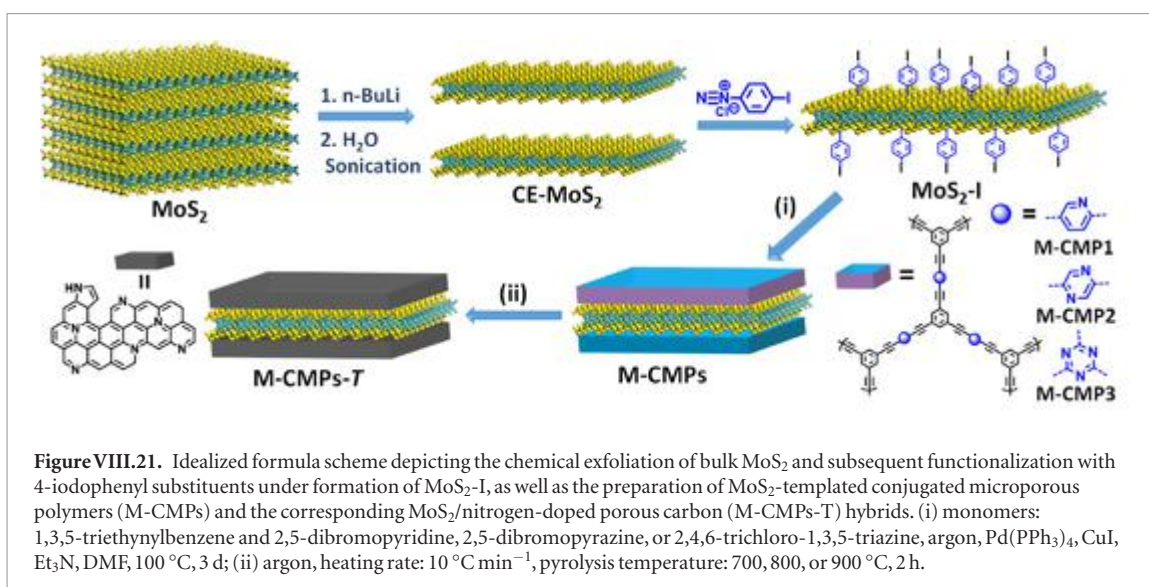 1. n-BuLi
2. H₂O
Sonication
MoS₂
CE-MoS₂
N≡N⊕
Cl⊖
I
I I I I I I
I I I I I
MoS₂-I
(i)
= N
M-CMP1
N
N
M-CMP2
N N
N
M-CMP3
=
M-CMPs
(ii)
M-CMPs-T
=
HN
N
N
N
N
N
Figure VIII.21. Idealized formula scheme depicting the chemical exfoliation of bulk MoS₂ and subsequent functionalization with
4-iodophenyl substituents under formation of MoS₂-I, as well as the preparation of MoS₂-templated conjugated microporous
polymers (M-CMPs) and the corresponding MoS₂/nitrogen-doped porous carbon (M-CMPs-T) hybrids. (i) monomers:
1,3,5-triethynylbenzene and 2,5-dibromopyridine, 2,5-dibromopyrazine, or 2,4,6-trichloro-1,3,5-triazine, argon, Pd(PPh₃)₄, CuI,
Et₃N, DMF, 100 °C, 3 d; (ii) argon, heating rate: 10 °C min⁻¹, pyrolysis temperature: 700, 800, or 900 °C, 2 h.